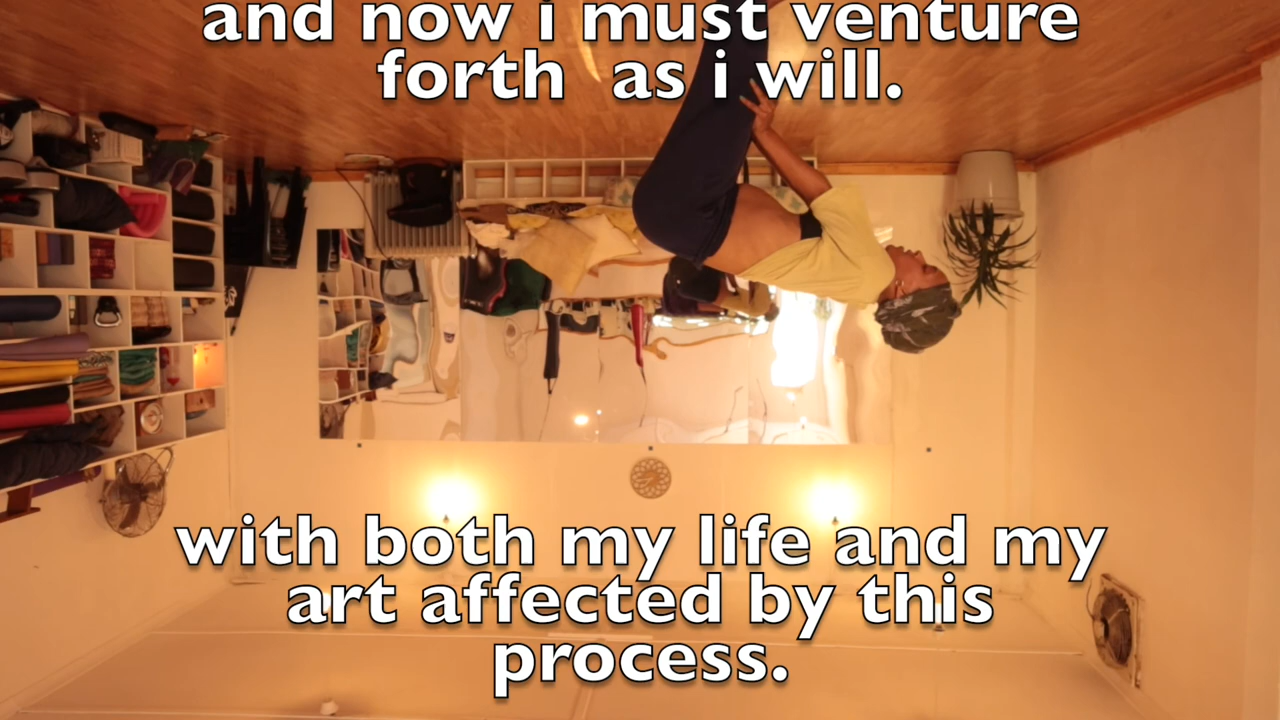 and now i must venture
forth  as i will.
with both my life and my
art affected by this
process.